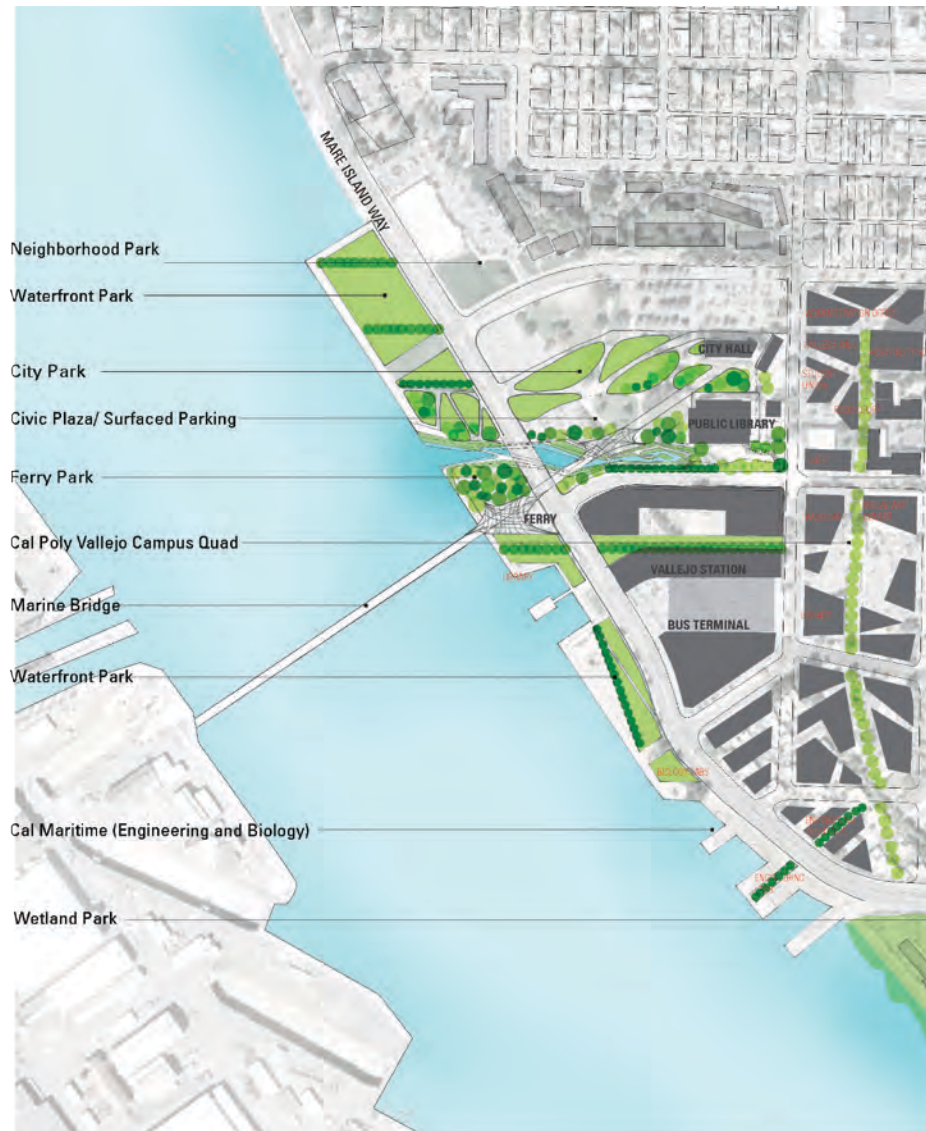 MARE ISLAND WAY
Neighborhood Park
Waterfront Park
CITY HALL
City Park
Civic Plaza/ Surfaced Parking
PUBLIC LIBRARY
Ferry Park
FERRY
Cal Poly Vallejo Campus Quad
VALLEJO STATION
Marine Bridge
BUS TERMINAL
Waterfront Park
BIOLOGY LABS
Cal Maritime (Engineering and Biology)
Wetland Park